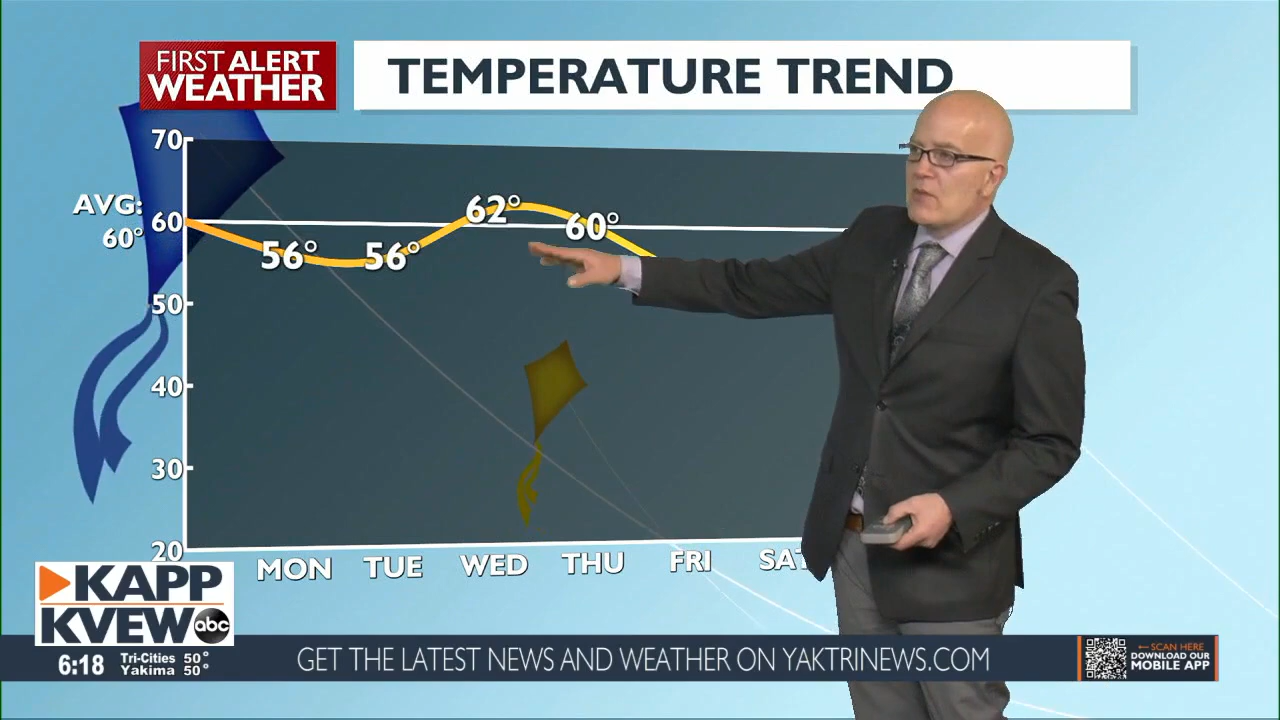 FIRST ALERT
WEATHER
TEMPERATURE TREND
70
AVG:
60°
60
50
40
30
20
56°
56°
62°
60°
MON TUE WED THU FRI SAT
KAPP
KVEW abc
6:18
Tri-Cities 50°
Yakima 50°
GET THE LATEST NEWS AND WEATHER ON YAKTRINEWS.COM
SCAN HERE
DOWNLOAD OUR
MOBILE APP